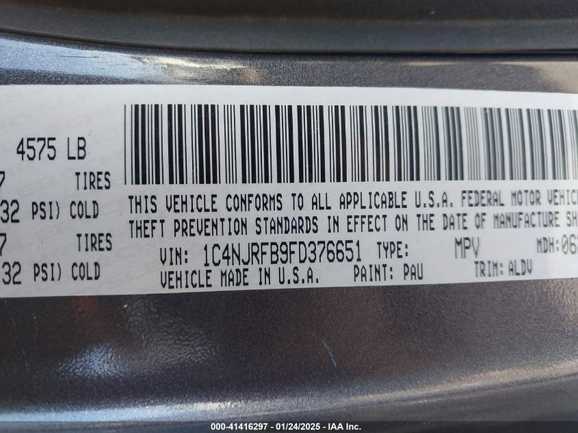 4575 LB
7 TIRES
32 PSI) COLD
7 TIRES
32 PSI) COLD
THIS VEHICLE CONFORMS TO ALL APPLICABLE U.S.A. FEDERAL MOTOR VEHIC
THEFT PREVENTION STANDARDS IN EFFECT ON THE DATE OF MANUFACTURE SH
VIN: 1C4NJRFB9FD376651 TYPE: MPV MDH:06
VEHICLE MADE IN U.S.A. PAINT: PAU TRIM: ALDV
000-41416297 - 01/24/2025 - IAA Inc.